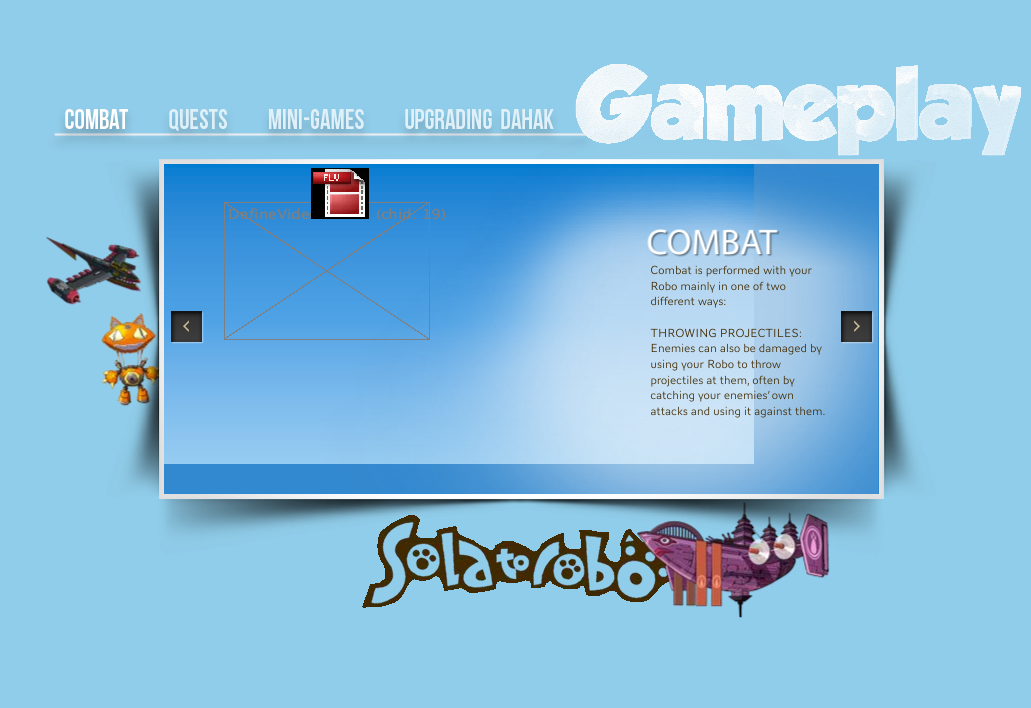 Gameplay
COMBAT QUESTS MINI-GAMES UPGRADING DAHAK
FLV
DefineVide (chid: 19)
COMBAT
Combat is performed with your
Robo mainly in one of two
different ways:
THROWING PROJECTILES:
Enemies can also be damaged by
using your Robo to throw
projectiles at them, often by
catching your enemies' own
attacks and using it against them.
Solatorobo